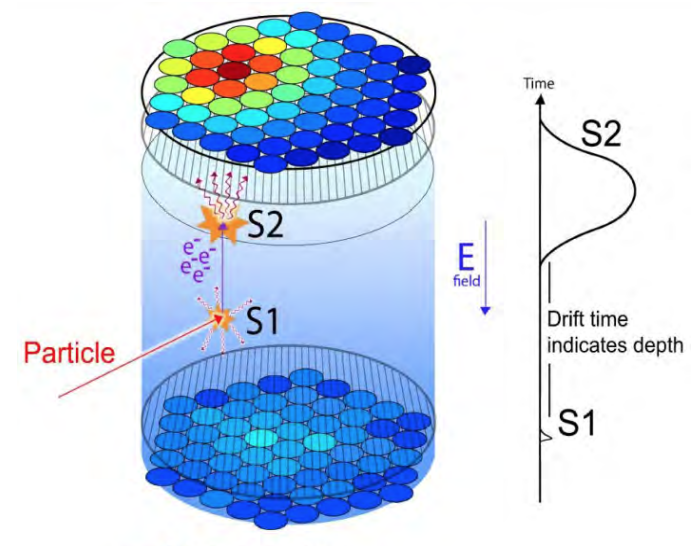 Time
S2
S2
e-
e-
e-
e-
E
field
S1
Drift time
indicates depth
Particle
S1